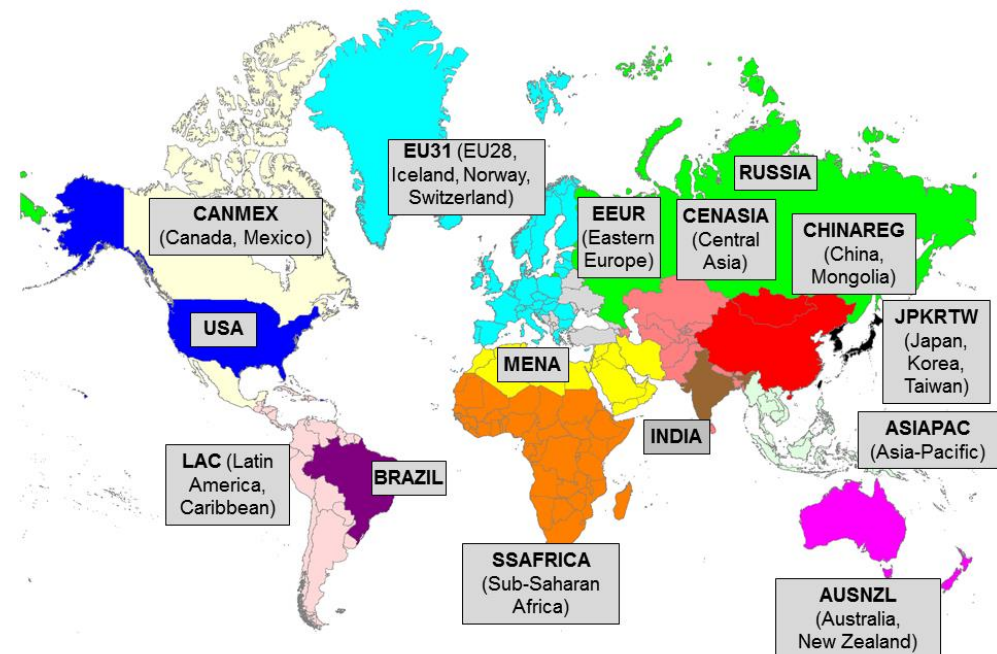 EU31 (EU28,
Iceland, Norway,
Switzerland)
RUSSIA
CANMEX
(Canada, Mexico)
EEUR
(Eastern
Europe)
CENASIA
(Central
Asia)
CHINAREG
(China,
Mongolia)
USA
JPKRTW
(Japan,
Korea,
Taiwan)
MENA
INDIA
ASIAPAC
(Asia-Pacific)
LAC (Latin
America,
Caribbean)
BRAZIL
SSAFRICA
(Sub-Saharan
Africa)
AUSNZL
(Australia,
New Zealand)